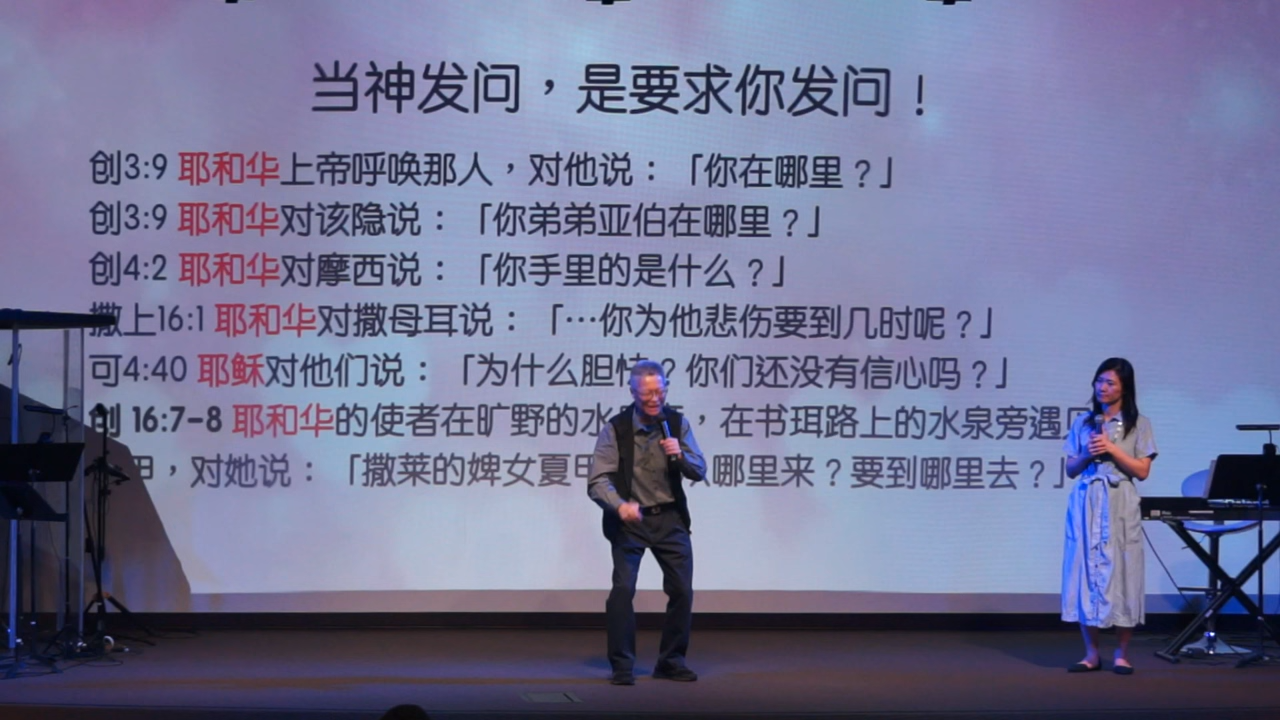 当神发问，是要求你发问！
创3:9 耶和华上帝呼唤那人，对他说：「你在哪里？」
创3:9 耶和华对该隐说：「你弟弟亚伯在哪里？」
创4:2 耶和华对摩西说：「你手里的是什么？」
撒上16:1 耶和华对撒母耳说：「…你为他悲伤要到几时呢？」
可4:40 耶稣对他们说：「为什么胆怯？你们还没有信心吗？」
创 16:7-8 耶和华的使者在旷野的水，在书珥路上的水泉旁遇见
甲，对她说：「撒莱的婢女夏甲 哪里来？要到哪里去？」